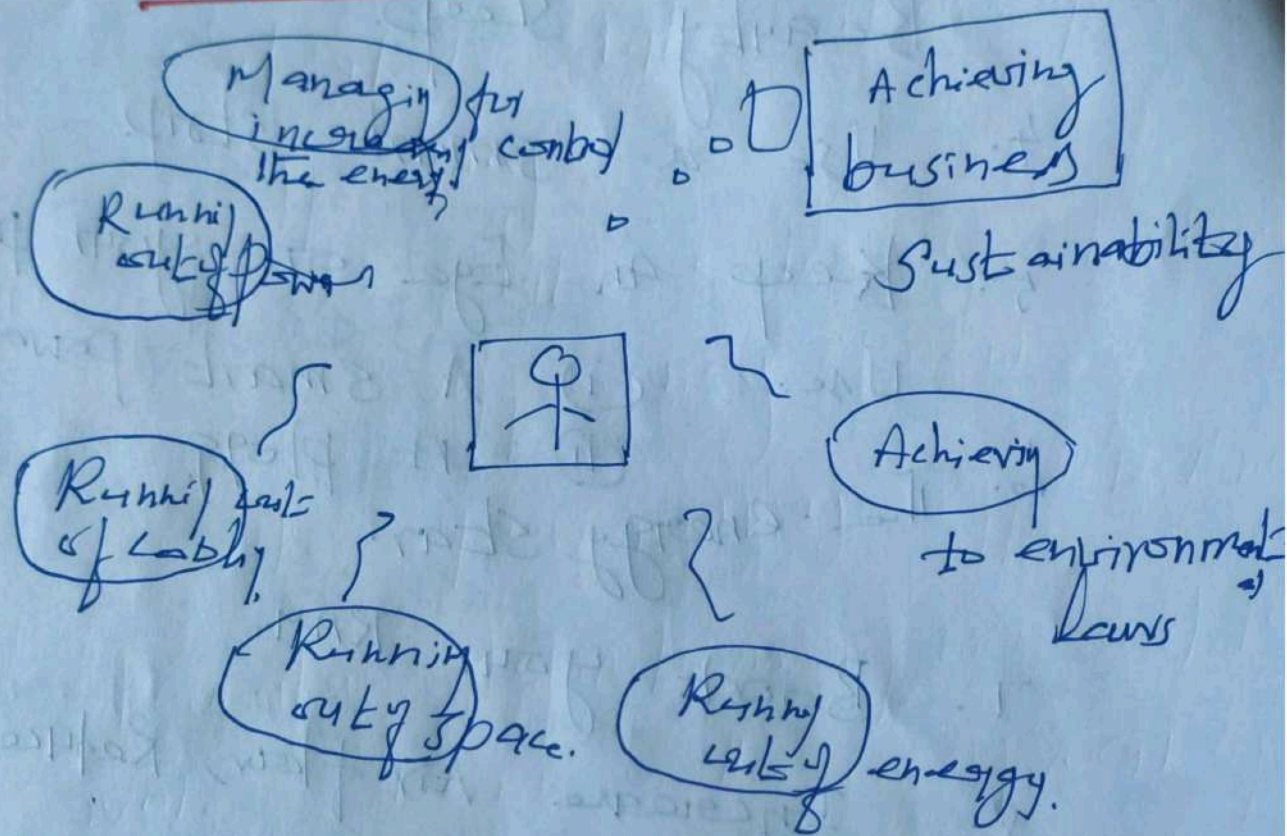 Managing for
increasing
the energy control
Achieving
business
Sustainability
Running
out of Power
Achieving
to environmental
Laws
Running out
of
Running
out of Space.
Running
out of energy.